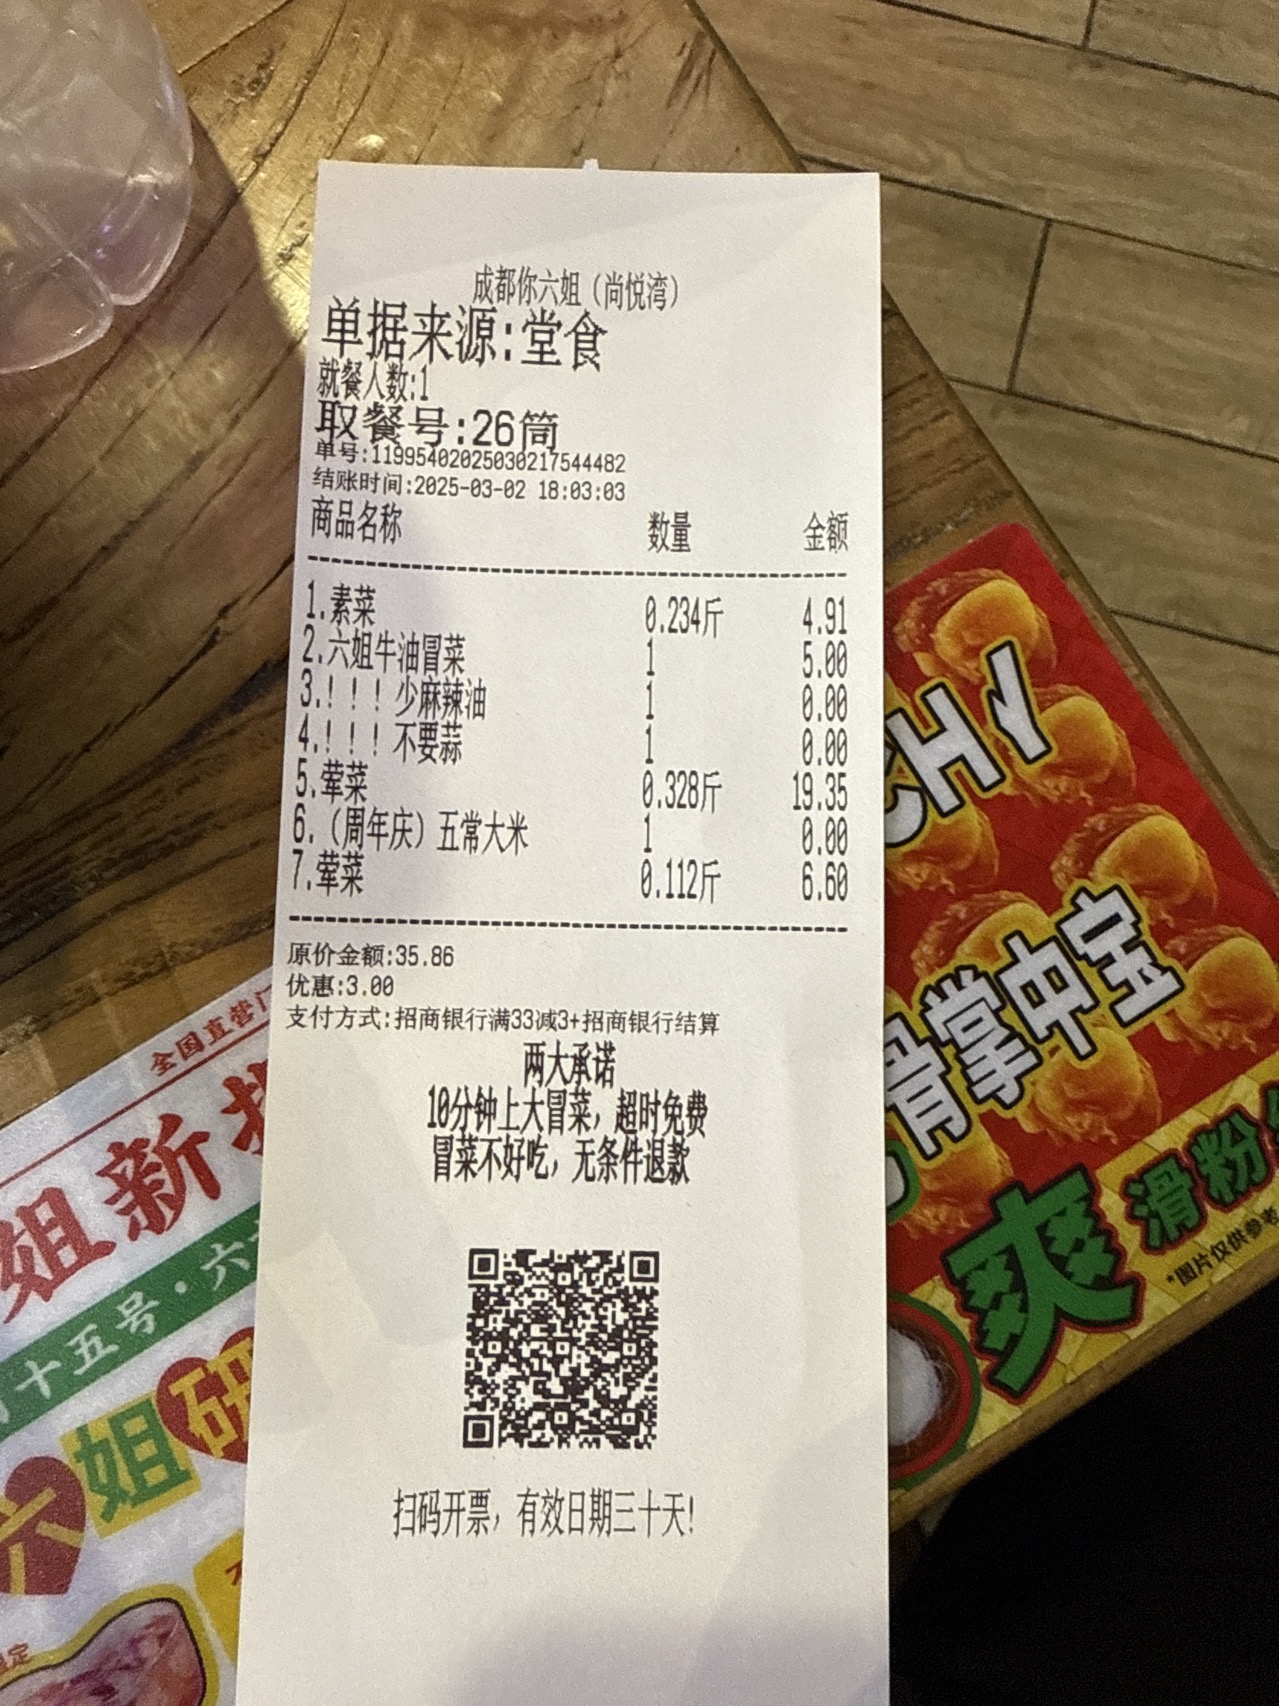 成都你六姐（尚悦湾）
单据来源:堂食
就餐人数:1
取餐号:26筒
单号:11995402025030217544482
结账时间:2025-03-02 18:03:03
商品名称 数量 金额
1.素菜 0.234斤 4.91
2.六姐牛油冒菜 1 5.00
3.！！！少麻辣油 1 0.00
4.！！！不要蒜 1 0.00
5.荤菜 0.328斤 19.35
6.（周年庆）五常大米 1 0.00
7.荤菜 0.112斤 6.60
原价金额:35.86
优惠:3.00
支付方式:招商银行满33减3+招商银行结算
两大承诺
10分钟上大冒菜，超时免费
冒菜不好吃，无条件退款
扫码开票，有效日期三十天!
全国直营门
姐新
十五号·六
六姐研
CHI
骨掌中宝
爽
滑粉
*图片仅供参考